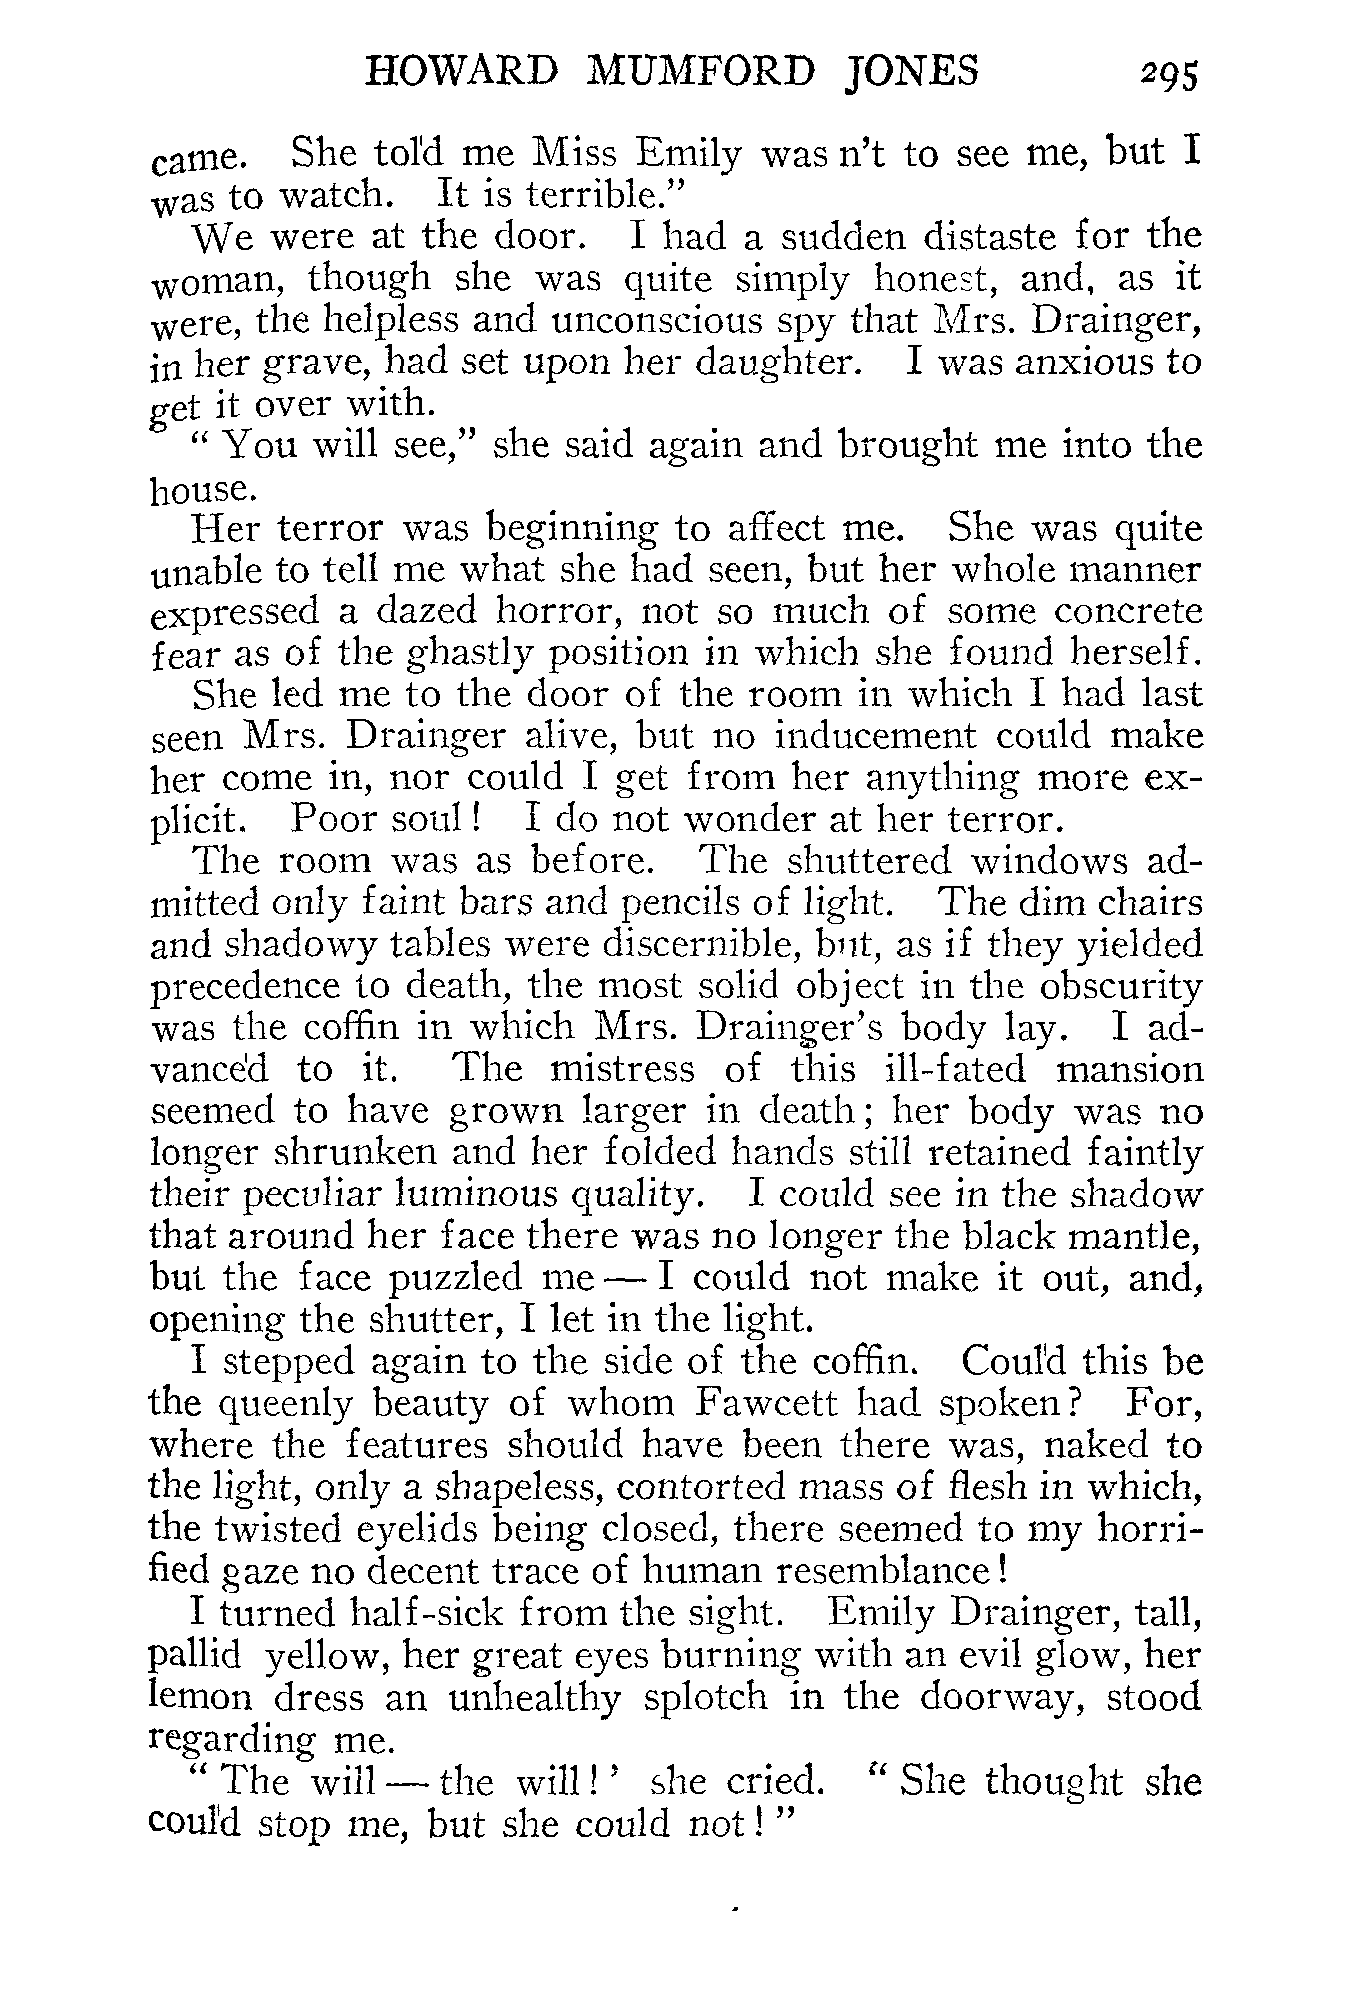 HOWARD MUMFORD JONES 295
came. She told me Miss Emily was n't to see me, but I
was to watch. It is terrible."
We were at the door. I had a sudden distaste for the
woman, though she was quite simply honest, and, as it
were, the helpless and unconscious spy that Mrs. Drainger,
in her grave, had set upon her daughter. I was anxious to
get it over with.
" You will see," she said again and brought me into the
house.
Her terror was beginning to affect me. She was quite
unable to tell me what she had seen, but her whole manner
expressed a dazed horror, not so much of some concrete
fear as of the ghastly position in which she found herself.
She led me to the door of the room in which I had last
seen Mrs. Drainger alive, but no inducement could make
her come in, nor could I get from her anything more ex-
plicit. Poor soul! I do not wonder at her terror.
The room was as before. The shuttered windows ad-
mitted only faint bars and pencils of light. The dim chairs
and shadowy tables were discernible, but, as if they yielded
precedence to death, the most solid object in the obscurity
was the coffin in which Mrs. Drainger's body lay. I ad-
vanced to it. The mistress of this ill-fated mansion
seemed to have grown larger in death; her body was no
longer shrunken and her folded hands still retained faintly
their peculiar luminous quality. I could see in the shadow
that around her face there was no longer the black mantle,
but the face puzzled me — I could not make it out, and,
opening the shutter, I let in the light.
I stepped again to the side of the coffin. Could this be
the queenly beauty of whom Fawcett had spoken? For,
where the features should have been there was, naked to
the light, only a shapeless, contorted mass of flesh in which,
the twisted eyelids being closed, there seemed to my horri-
fied gaze no decent trace of human resemblance!
I turned half-sick from the sight. Emily Drainger, tall,
pallid yellow, her great eyes burning with an evil glow, her
lemon dress an unhealthy splotch in the doorway, stood
regarding me.
" The will — the will! ' she cried. " She thought she
could stop me, but she could not! "